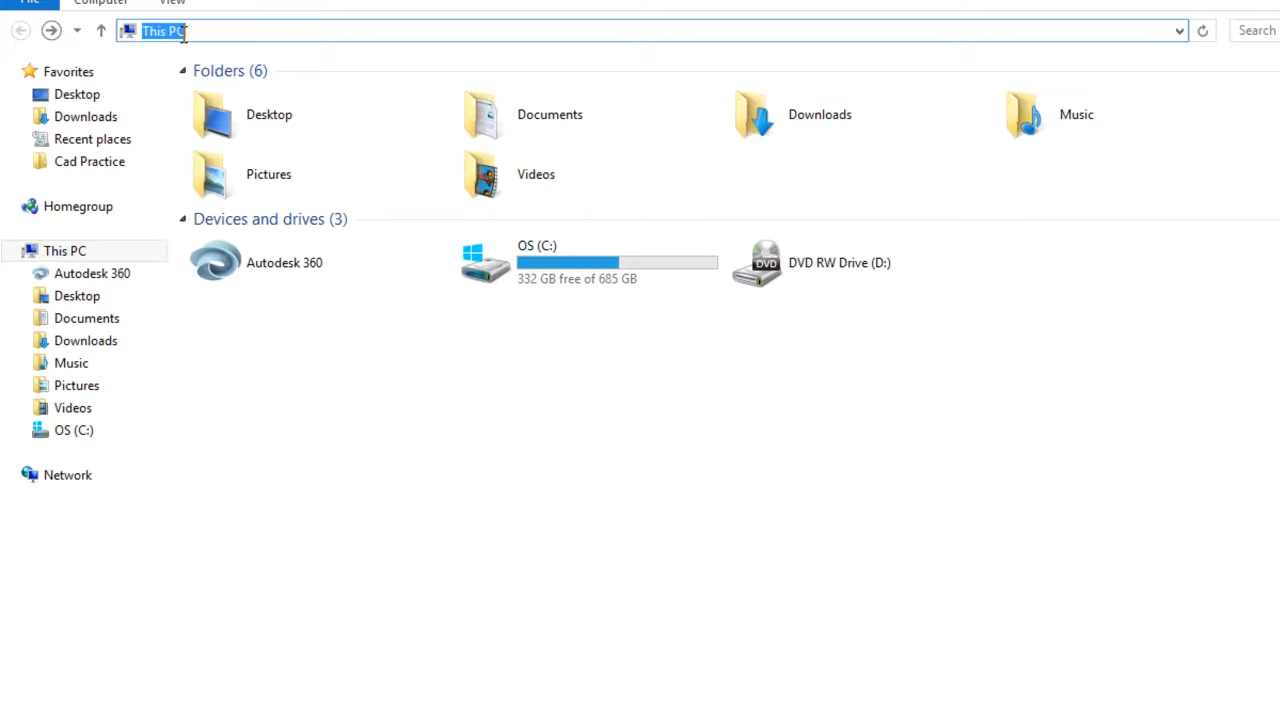 File Computer View
This PC
Search
Favorites
Desktop
Downloads
Recent places
Cad Practice
Homegroup
This PC
Autodesk 360
Desktop
Documents
Downloads
Music
Pictures
Videos
OS (C:)
Network
Folders (6)
Desktop
Documents
Downloads
Music
Pictures
Videos
Devices and drives (3)
Autodesk 360
OS (C:)
332 GB free of 685 GB
DVD
DVD RW Drive (D:)